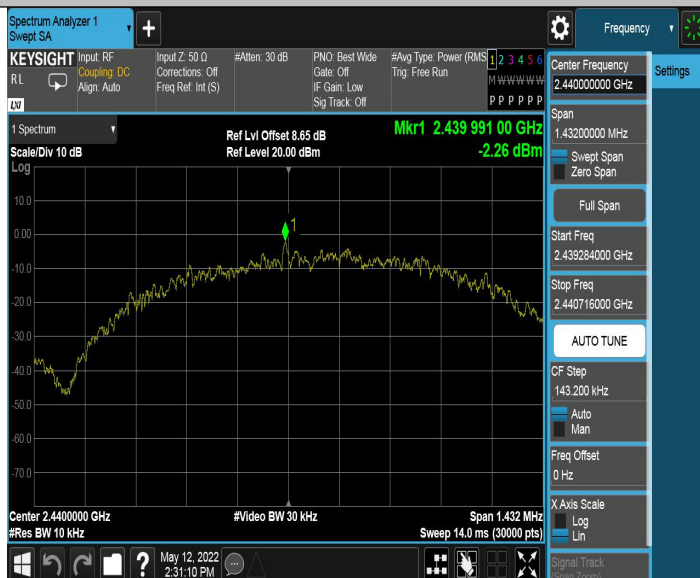 Spectrum Analyzer 1
Swept SA
+
Frequency
KEYSIGHT
RL
LXI
Input: RF
Coupling: DC
Align: Auto
Input Z: 50 Ω
Corrections: Off
Freq Ref: Int (S)
#Atten: 30 dB
PNO: Best Wide
Gate: Off
IF Gain: Low
Sig Track: Off
#Avg Type: Power (RMS
Trig: Free Run
1 2 3 4 5 6
M W W W W W
P P P P P P
Center Frequency
2.440000000 GHz
Settings
Span
1.43200000 MHz
Swept Span
Zero Span
Full Span
Start Freq
2.439284000 GHz
Stop Freq
2.440716000 GHz
AUTO TUNE
CF Step
143.200 kHz
Auto
Man
Freq Offset
0 Hz
X Axis Scale
Log
Lin
Signal Track
(Span Zoom)
1 Spectrum
Scale/Div 10 dB
Log
Ref Lvl Offset 8.65 dB
Ref Level 20.00 dBm
Mkr1 2.439 991 00 GHz
-2.26 dBm
1
10.0
0.00
-10.0
-20.0
-30.0
-40.0
-50.0
-60.0
-70.0
Center 2.4400000 GHz
#Res BW 10 kHz
#Video BW 30 kHz
Span 1.432 MHz
Sweep 14.0 ms (30000 pts)
?
May 12, 2022
2:31:10 PM